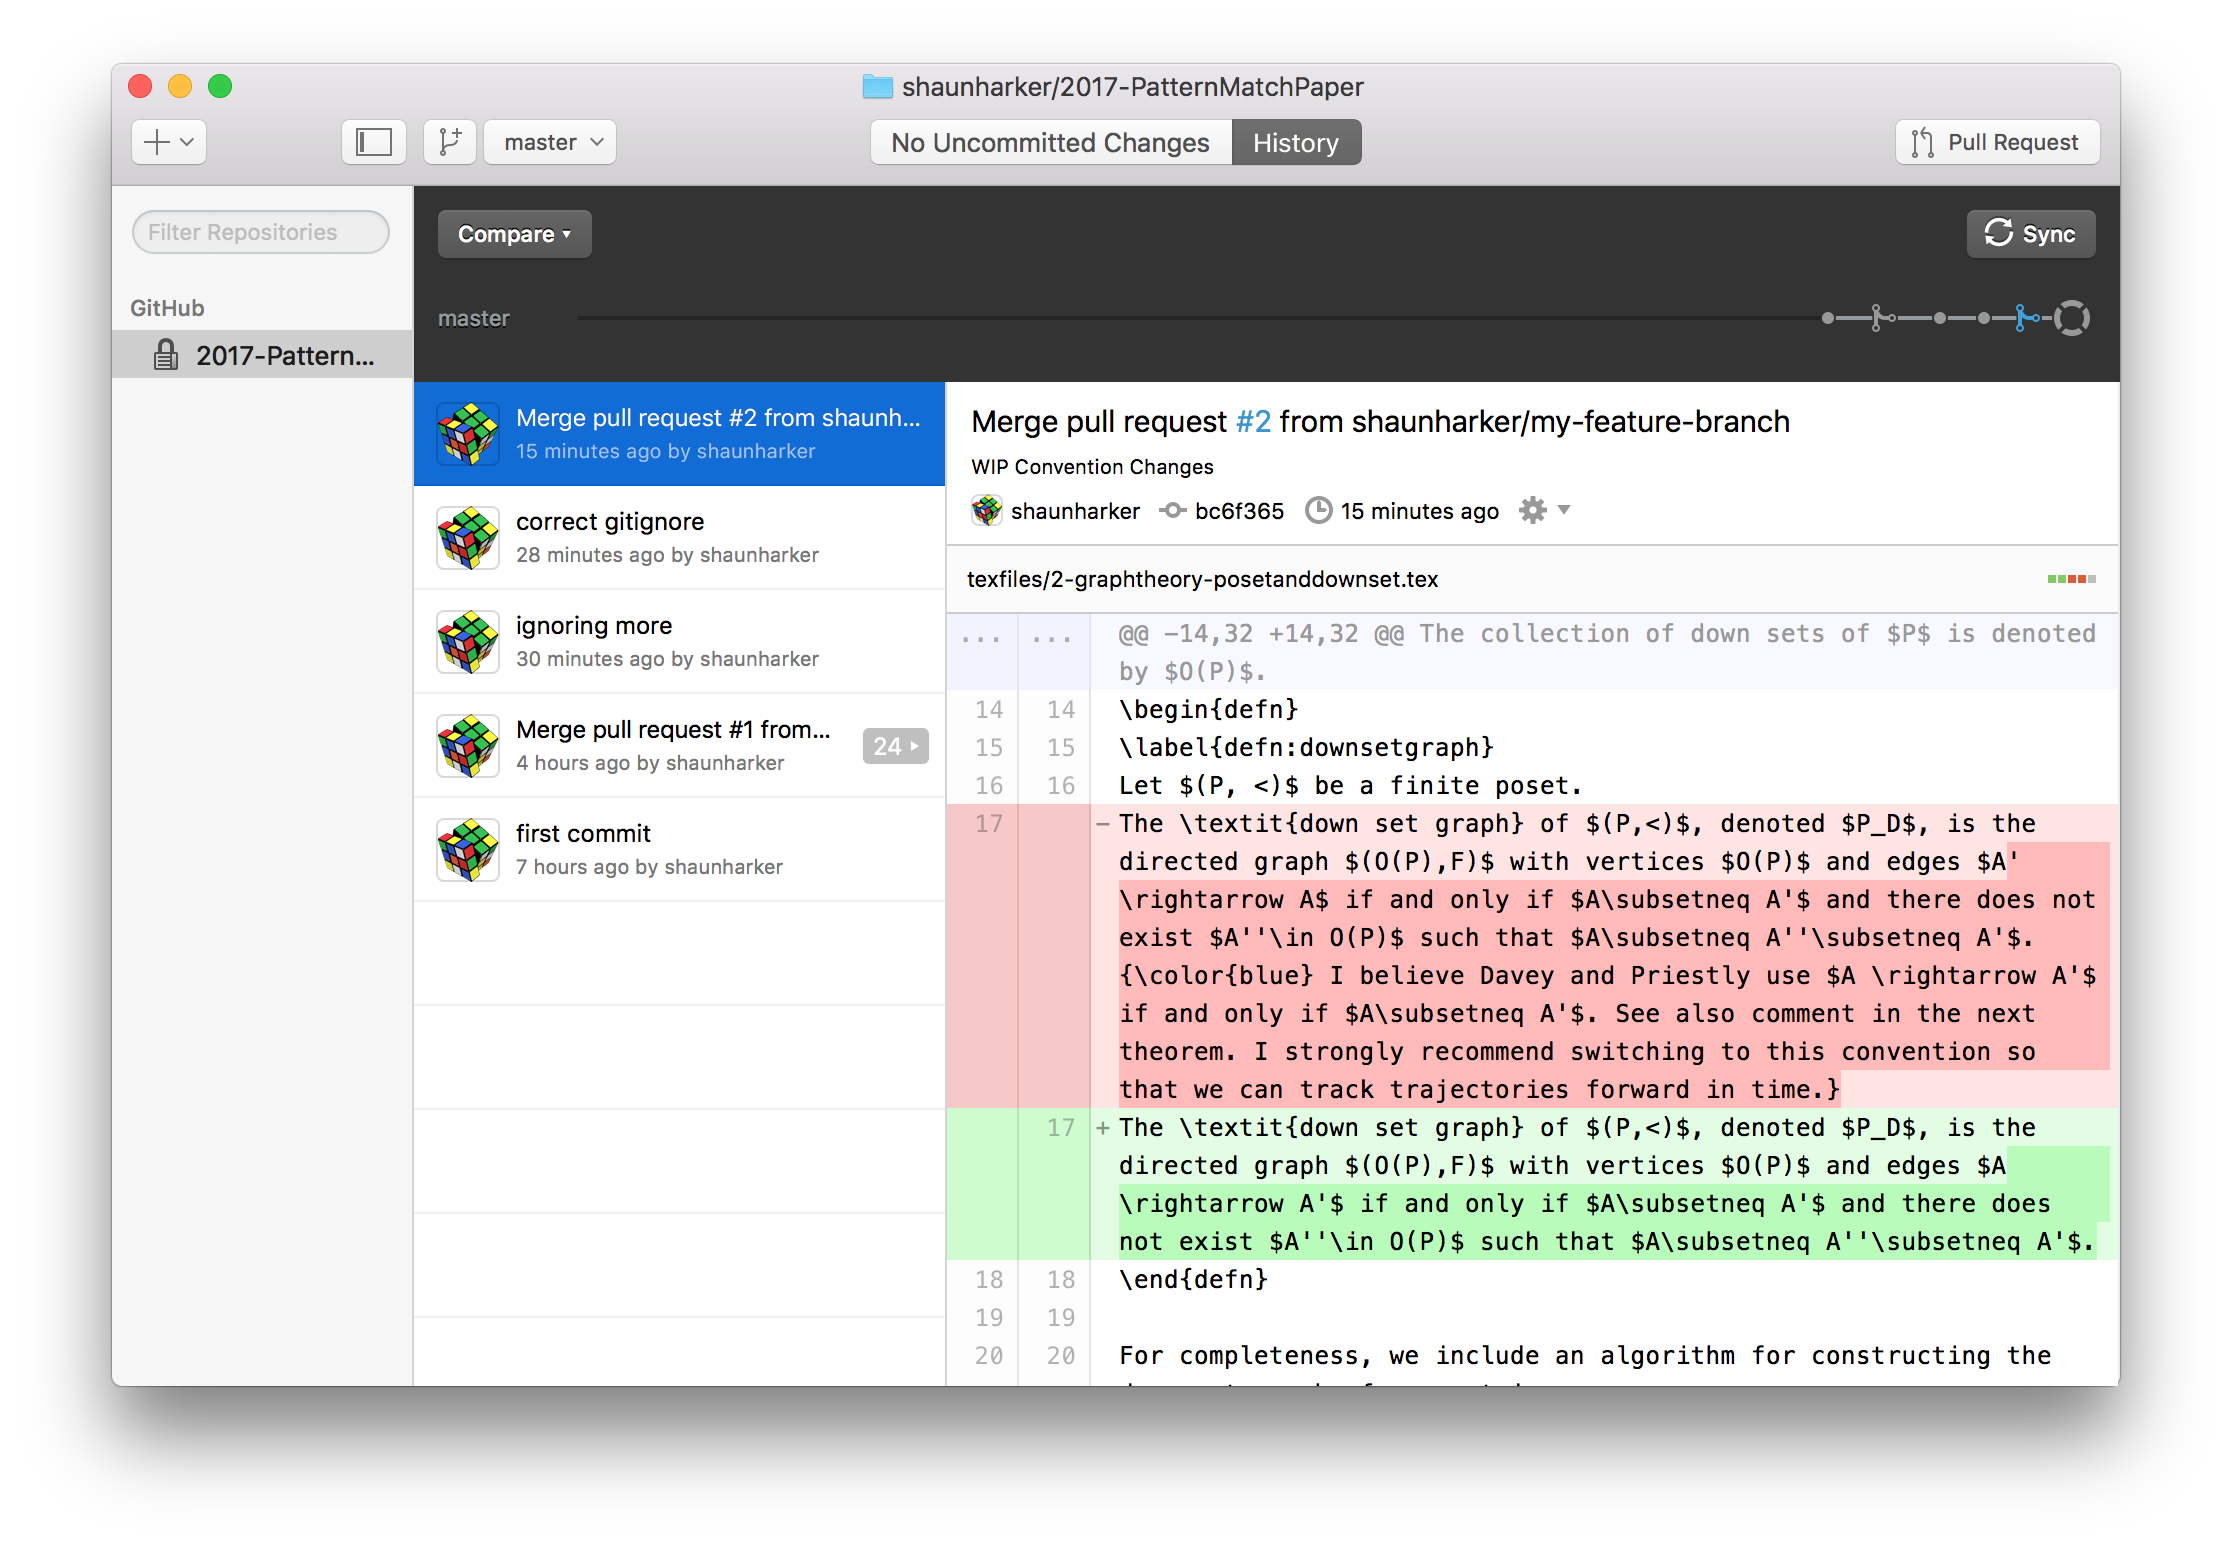 shaunharker/2017-PatternMatchPaper
master
No Uncommitted Changes
History
Pull Request
Filter Repositories
GitHub
2017-Pattern...
Compare
Sync
master
Merge pull request #2 from shaunh...
15 minutes ago by shaunharker
correct gitignore
28 minutes ago by shaunharker
ignoring more
30 minutes ago by shaunharker
Merge pull request #1 from...
4 hours ago by shaunharker
24
first commit
7 hours ago by shaunharker
Merge pull request #2 from shaunharker/my-feature-branch
WIP Convention Changes
shaunharker bc6f365 15 minutes ago
texfiles/2-graphtheory-posetanddownset.tex
... ... @@ -14,32 +14,32 @@ The collection of down sets of $P$ is denoted
by $O(P)$.
14 14 \begin{defn}
15 15 \label{defn:downsetgraph}
16 16 Let $(P, <)$ be a finite poset.
17 - The \textit{down set graph} of $(P,<)$, denoted $P_D$, is the
directed graph $(O(P),F)$ with vertices $O(P)$ and edges $A'
\rightarrow A$ if and only if $A\subsetneq A'$ and there does not
exist $A''\in O(P)$ such that $A\subsetneq A''\subsetneq A'$.
{\color{blue} I believe Davey and Priestly use $A \rightarrow A'$
if and only if $A\subsetneq A'$. See also comment in the next
theorem. I strongly recommend switching to this convention so
that we can track trajectories forward in time.}
17 + The \textit{down set graph} of $(P,<)$, denoted $P_D$, is the
directed graph $(O(P),F)$ with vertices $O(P)$ and edges $A
\rightarrow A'$ if and only if $A\subsetneq A'$ and there does
not exist $A''\in O(P)$ such that $A\subsetneq A''\subsetneq A'$.
18 18 \end{defn}
19 19
20 20 For completeness, we include an algorithm for constructing the